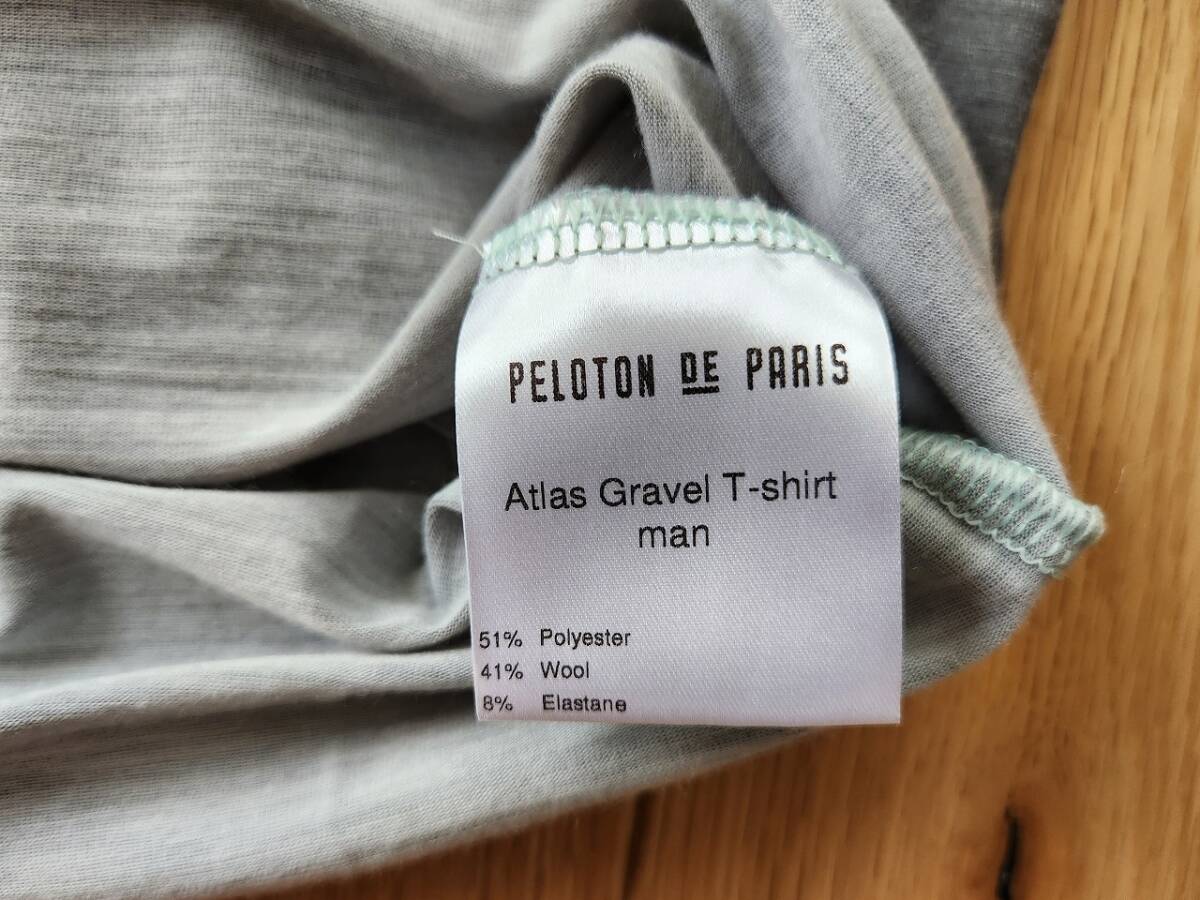 PELOTON DE PARIS
Atlas Gravel T-shirt
man
51% Polyester
41% Wool
8% Elastane